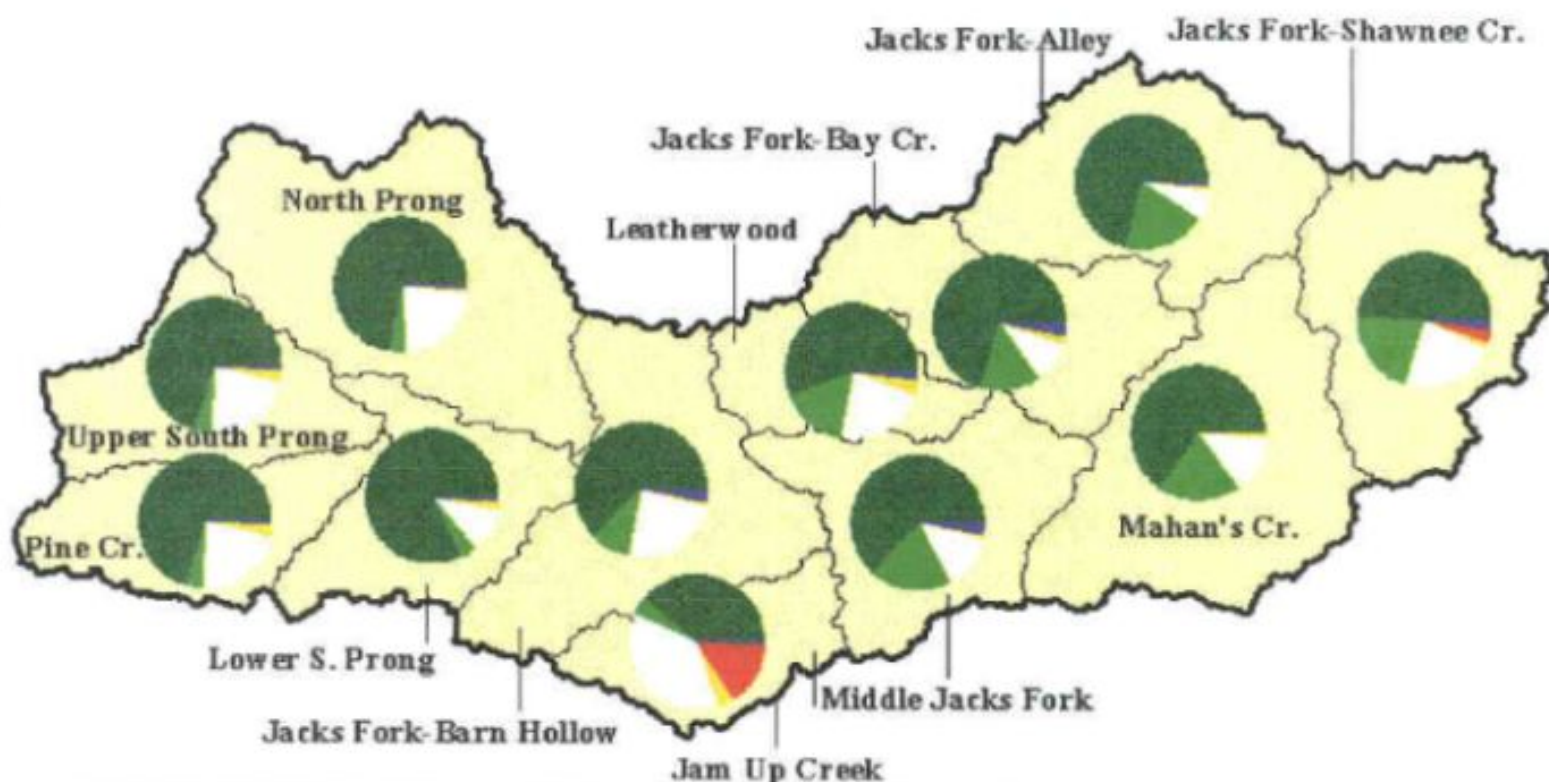 Jacks Fork-Shawnee Cr.
Jacks Fork-Alley
Jacks Fork-Bay Cr.
North Prong
Leatherwood
Upper South Prong
Mahan's Cr.
Pine Cr.
Lower S. Prong
Middle Jacks Fork
Jacks Fork-Barn Hollow
Jam Up Creek